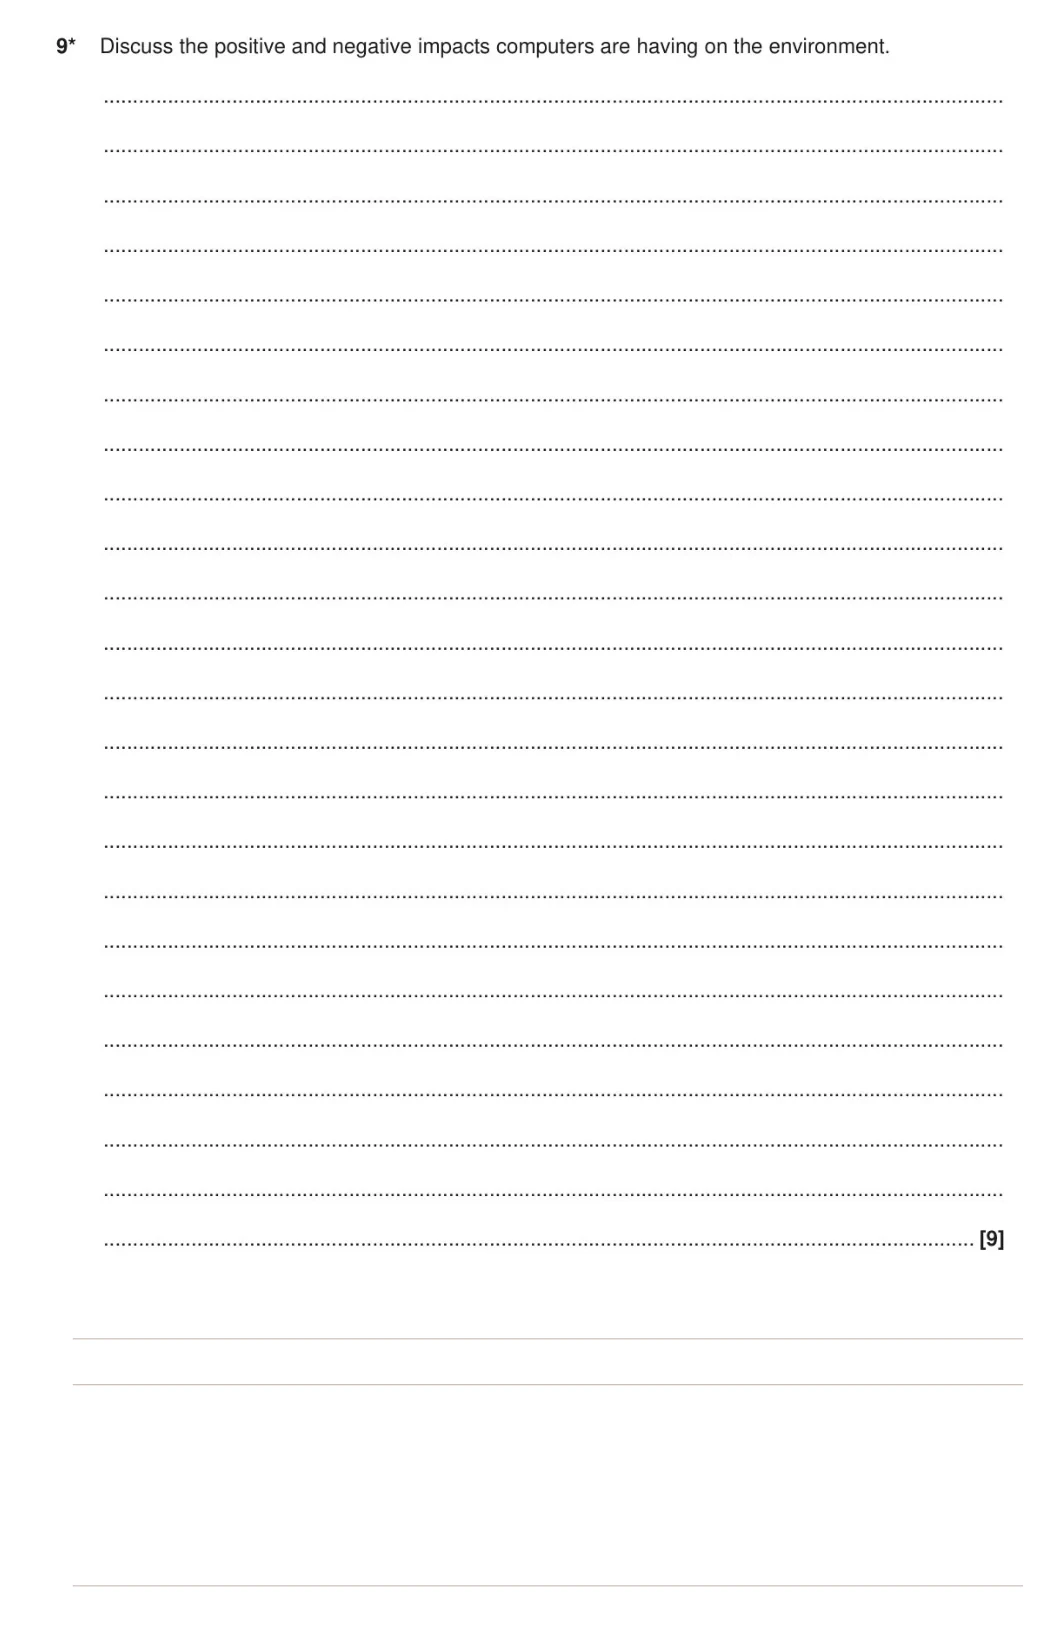 9* Discuss the positive and negative impacts computers are having on the environment.
[9]